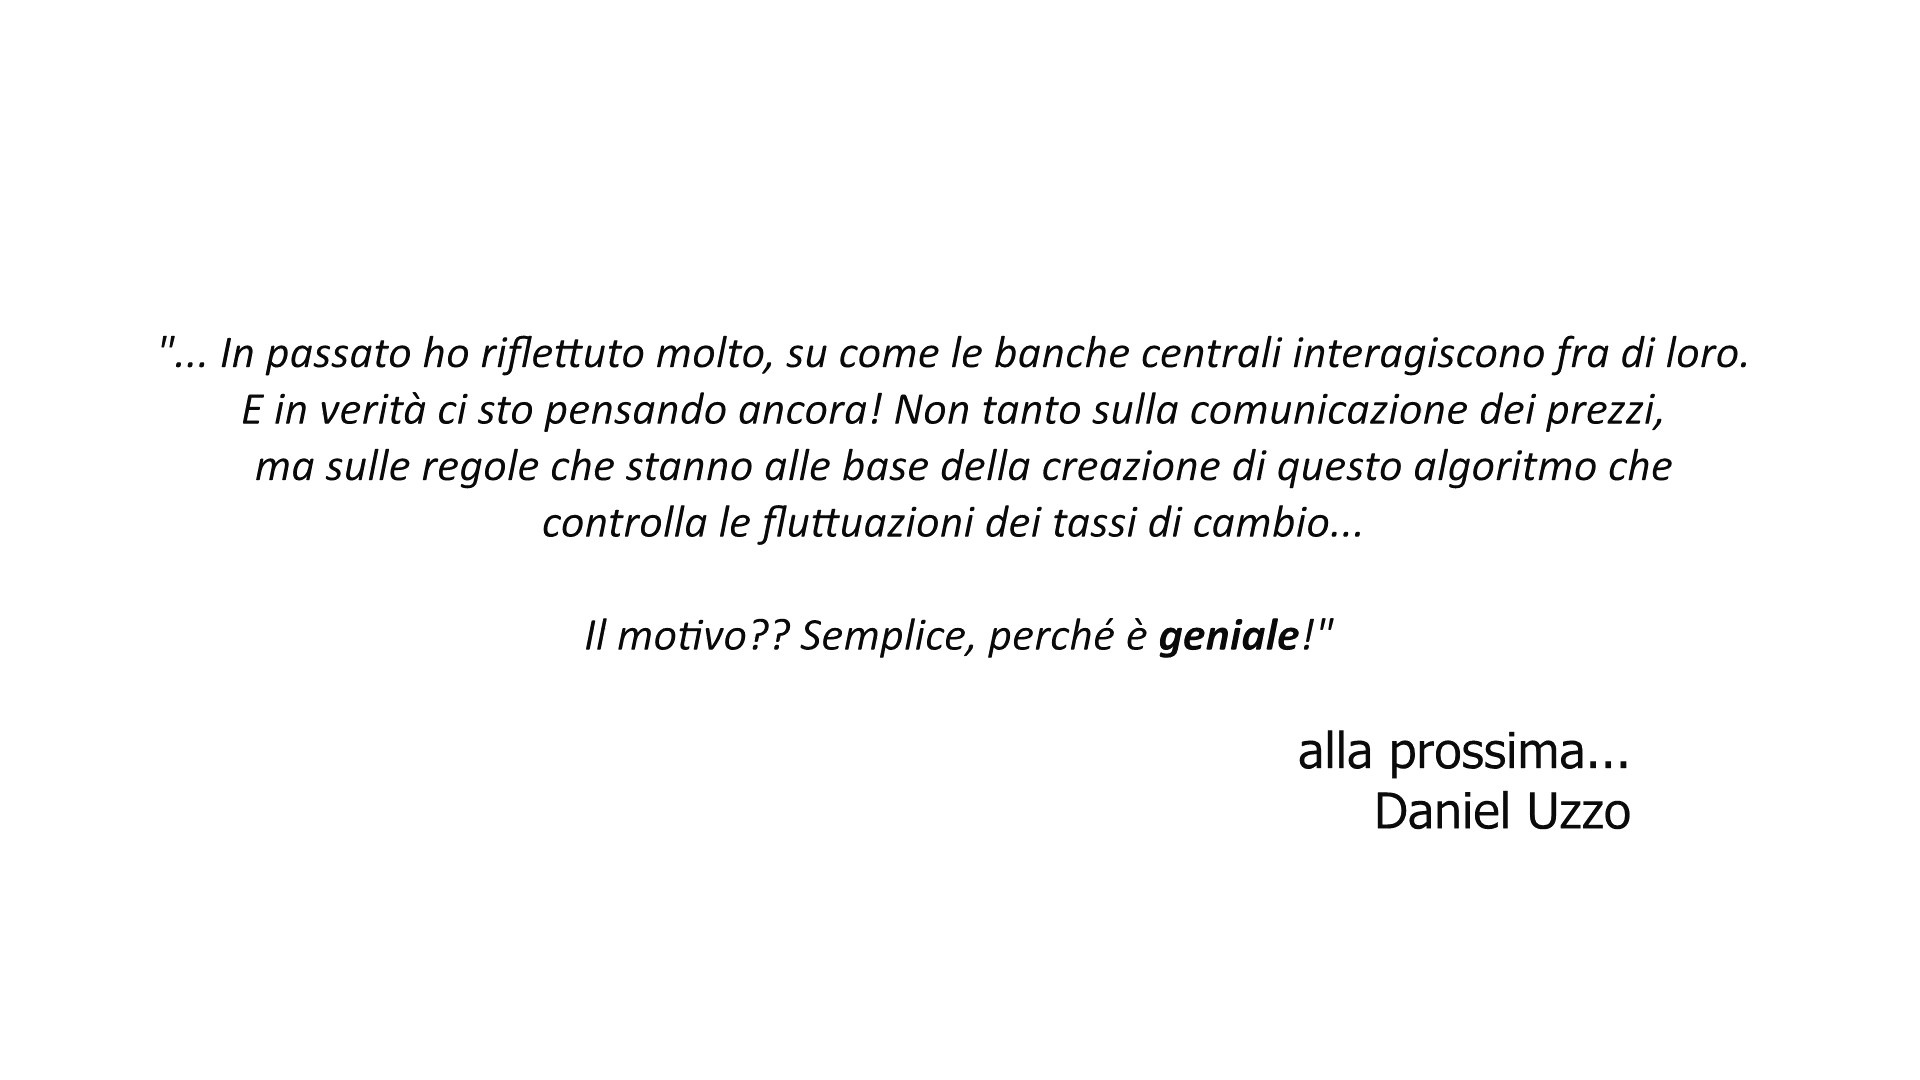 "... In passato ho riflettuto molto, su come le banche centrali interagiscono fra di loro.
E in verità ci sto pensando ancora! Non tanto sulla comunicazione dei prezzi,
ma sulle regole che stanno alle base della creazione di questo algoritmo che
controlla le fluttuazioni dei tassi di cambio...
Il motivo?? Semplice, perché è geniale!"
alla prossima...
Daniel Uzzo